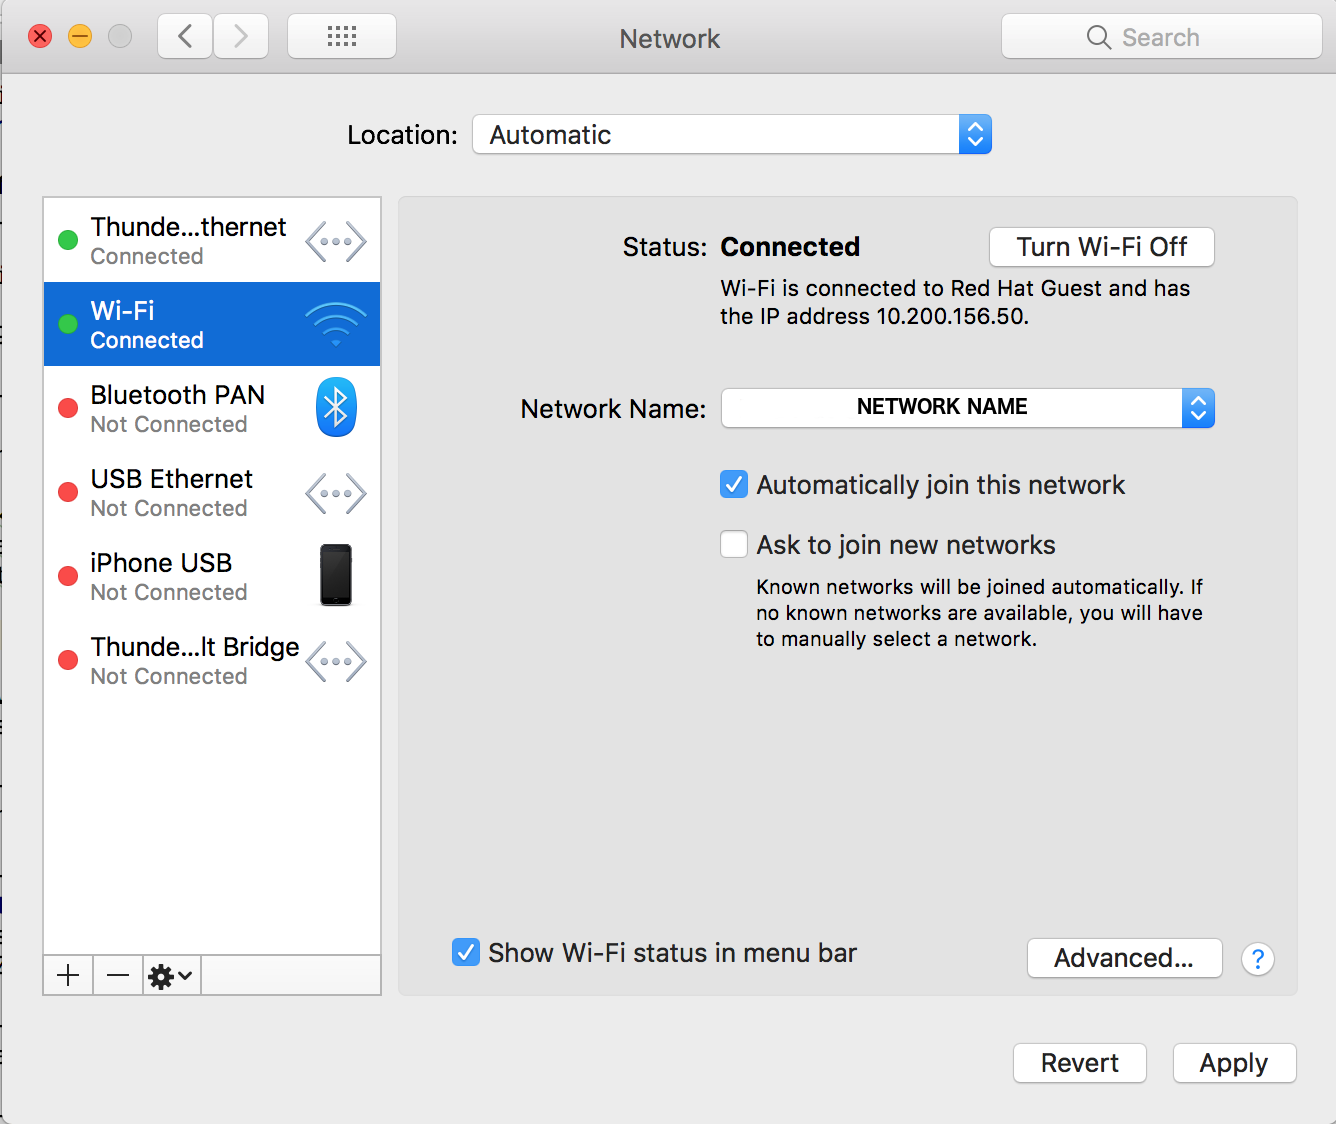 Network
Search
Location:
Automatic
Thunde...thernet
Connected
Wi-Fi
Connected
Bluetooth PAN
Not Connected
USB Ethernet
Not Connected
iPhone USB
Not Connected
Thunde...lt Bridge
Not Connected
Status: Connected
Turn Wi-Fi Off
Wi-Fi is connected to Red Hat Guest and has
the IP address 10.200.156.50.
Network Name:
NETWORK NAME
Automatically join this network
Ask to join new networks
Known networks will be joined automatically. If
no known networks are available, you will have
to manually select a network.
Show Wi-Fi status in menu bar
Advanced...
?
Revert
Apply